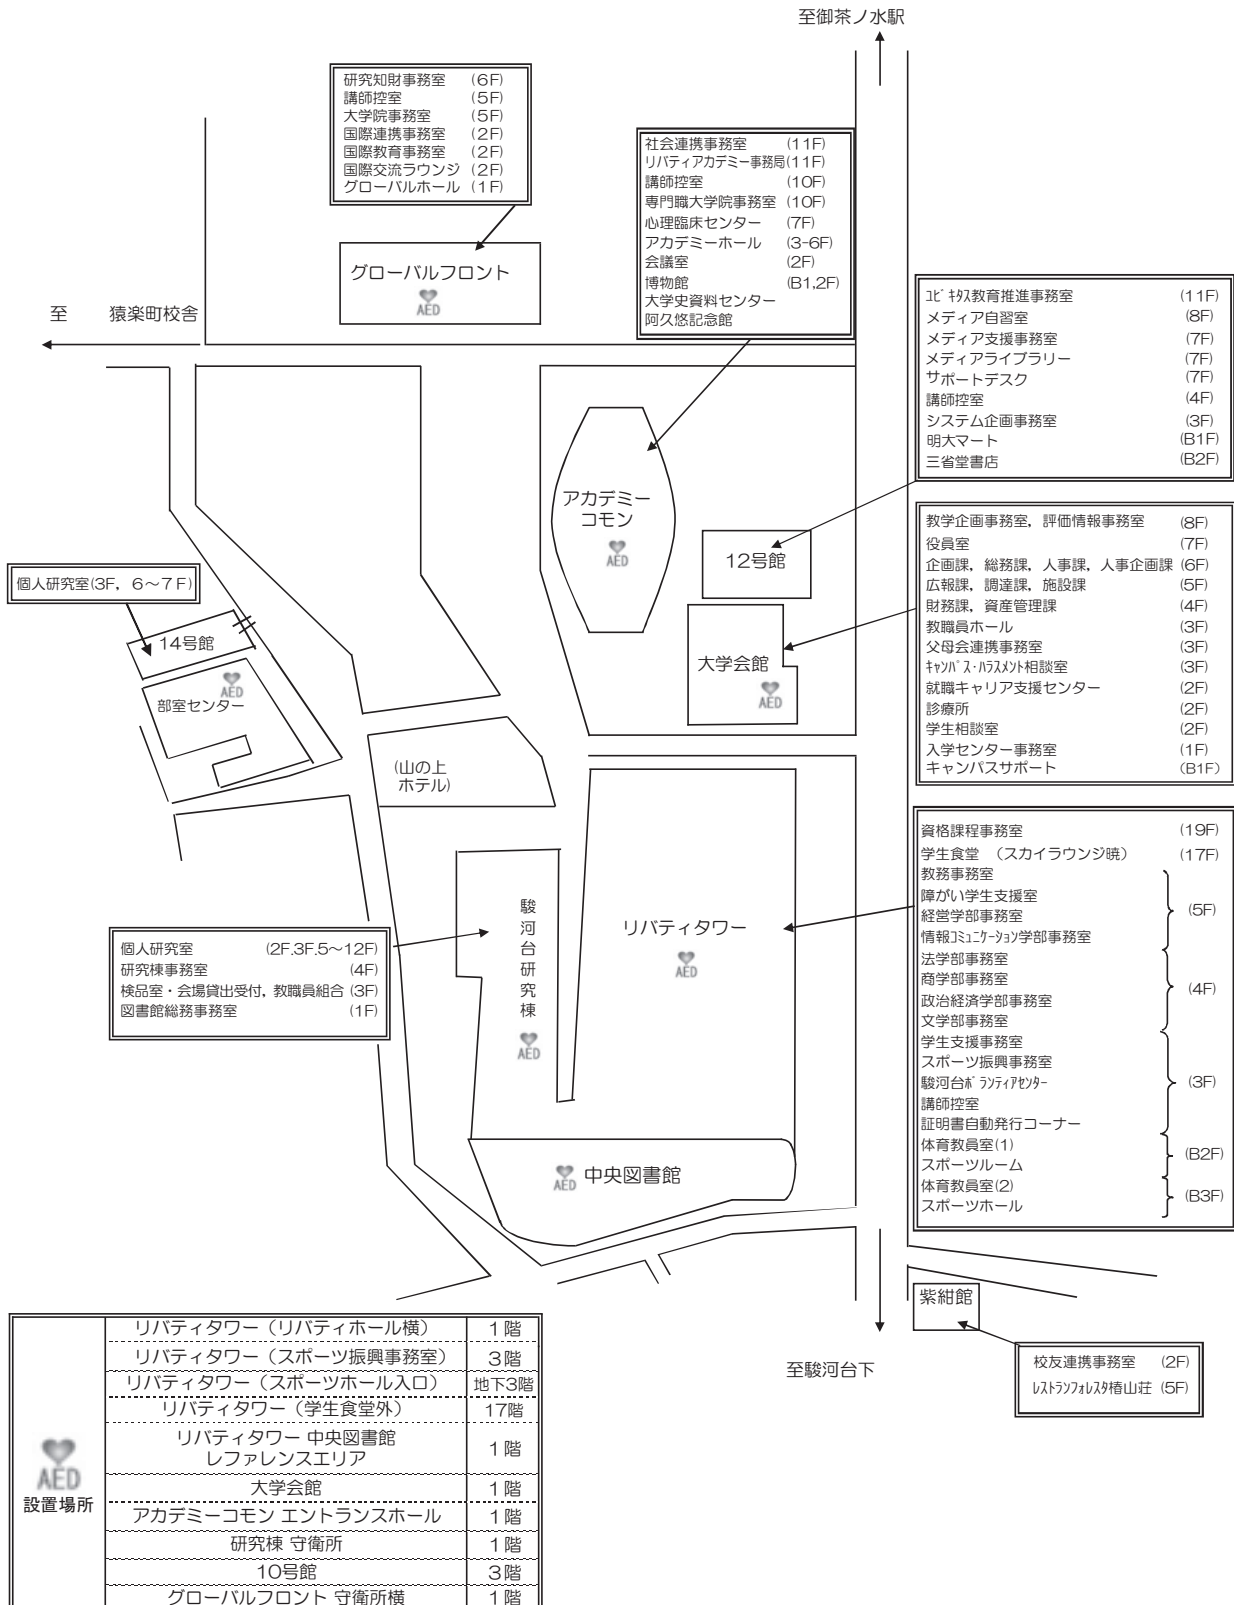 至御茶ノ水駅
研究知財事務室 (6F)
講師控室 (5F)
大学院事務室 (5F)
国際連携事務室 (2F)
国際教育事務室 (2F)
国際交流ラウンジ (2F)
グローバルホール (1F)
社会連携事務室 (11F)
リバティアカデミー事務局(11F)
講師控室 (10F)
専門職大学院事務室 (10F)
心理臨床センター (7F)
アカデミーホール (3-6F)
会議室 (2F)
博物館 (B1,2F)
大学史資料センター
阿久悠記念館
グローバルフロント
AED
至 猿楽町校舎
ユビキタス教育推進事務室 (11F)
メディア自習室 (8F)
メディア支援事務室 (7F)
メディアライブラリー (7F)
サポートデスク (7F)
講師控室 (4F)
システム企画事務室 (3F)
明大マート (B1F)
三省堂書店 (B2F)
アカデミー
コモン
AED
12号館
教学企画事務室，評価情報事務室 (8F)
役員室 (7F)
企画課，総務課，人事課，人事企画課 (6F)
広報課，調達課，施設課 (5F)
財務課，資産管理課 (4F)
教職員ホール (3F)
父母会連携事務室 (3F)
キャンパス・ハラスメント相談室 (3F)
就職キャリア支援センター (2F)
診療所 (2F)
学生相談室 (2F)
入学センター事務室 (1F)
キャンパスサポート (B1F)
個人研究室(3F，6～7F)
14号館
AED
部室センター
大学会館
AED
(山の上
ホテル)
資格課程事務室 (19F)
学生食堂 （スカイラウンジ暁） (17F)
教務事務室
障がい学生支援室
経営学部事務室
情報コミュニケーション学部事務室
(5F)
法学部事務室
商学部事務室
政治経済学部事務室
文学部事務室
(4F)
学生支援事務室
スポーツ振興事務室
駿河台ボランティアセンター
講師控室
証明書自動発行コーナー
(3F)
体育教員室(1)
スポーツルーム
(B2F)
体育教員室(2)
スポーツホール
(B3F)
駿河台研究棟
AED
リバティタワー
AED
個人研究室 (2F.3F.5～12F)
研究棟事務室 (4F)
検品室・会場貸出受付，教職員組合 (3F)
図書館総務事務室 (1F)
AED 中央図書館
紫紺館
校友連携事務室 (2F)
レストランフォレスタ椿山荘 (5F)
至駿河台下
AED
設置場所
リバティタワー（リバティホール横） 1階
リバティタワー（スポーツ振興事務室） 3階
リバティタワー（スポーツホール入口） 地下3階
リバティタワー（学生食堂外） 17階
リバティタワー 中央図書館
レファレンスエリア 1階
大学会館 1階
アカデミーコモン エントランスホール 1階
研究棟 守衛所 1階
10号館 3階
グローバルフロント 守衛所横 1階